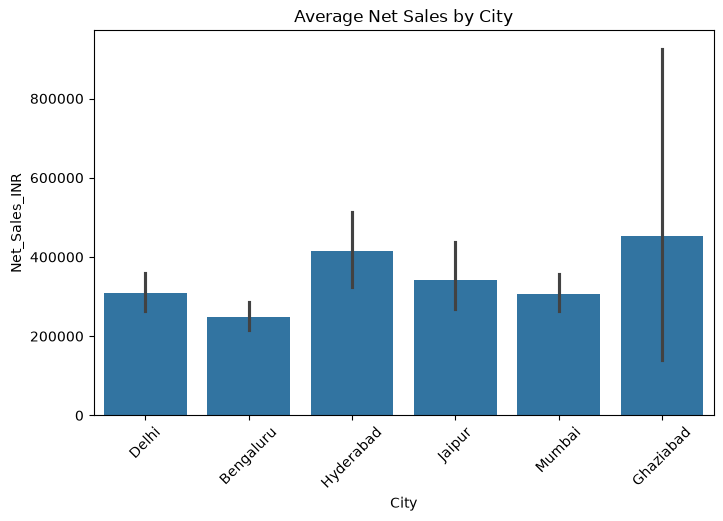 Average Net Sales by City
Net_Sales_INR
800000
600000
400000
200000
0
Delhi
Bengaluru
Hyderabad
Jaipur
Mumbai
Ghaziabad
City